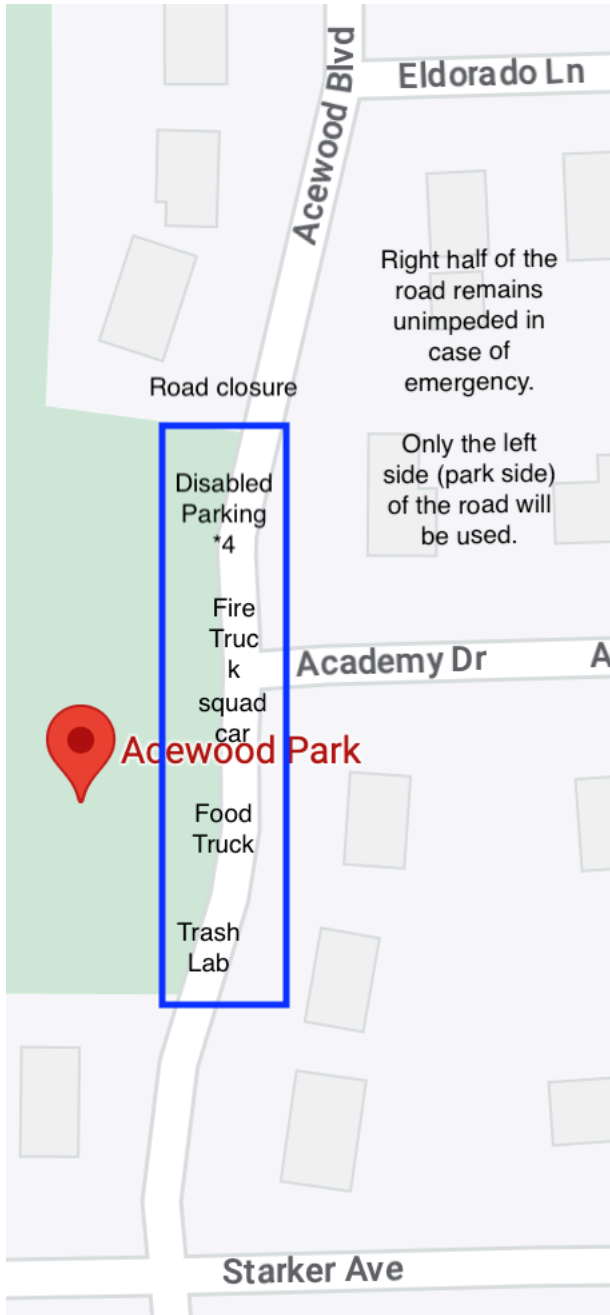 Acewood Blvd
Eldorado Ln
Right half of the
road remains
unimpeded in
case of
emergency.
Road closure
Only the left
side (park side)
of the road will
be used.
Disabled
Parking
*4
Fire
Truc
k
Academy Dr
A
squad
car
Acewood Park
Food
Truck
Trash
Lab
Starker Ave